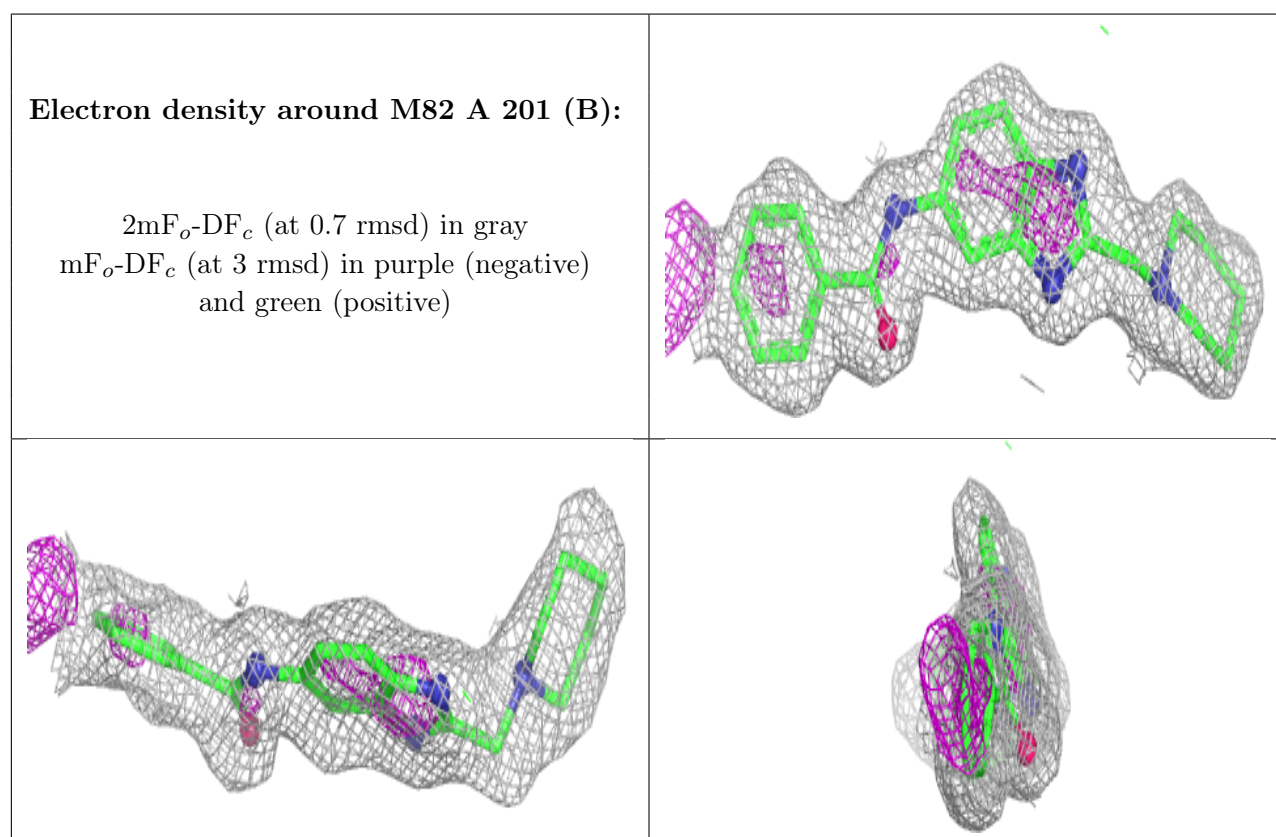 Electron density around M82 A 201 (B):
2mFo-DFc (at 0.7 rmsd) in gray
mFo-DFc (at 3 rmsd) in purple (negative)
and green (positive)